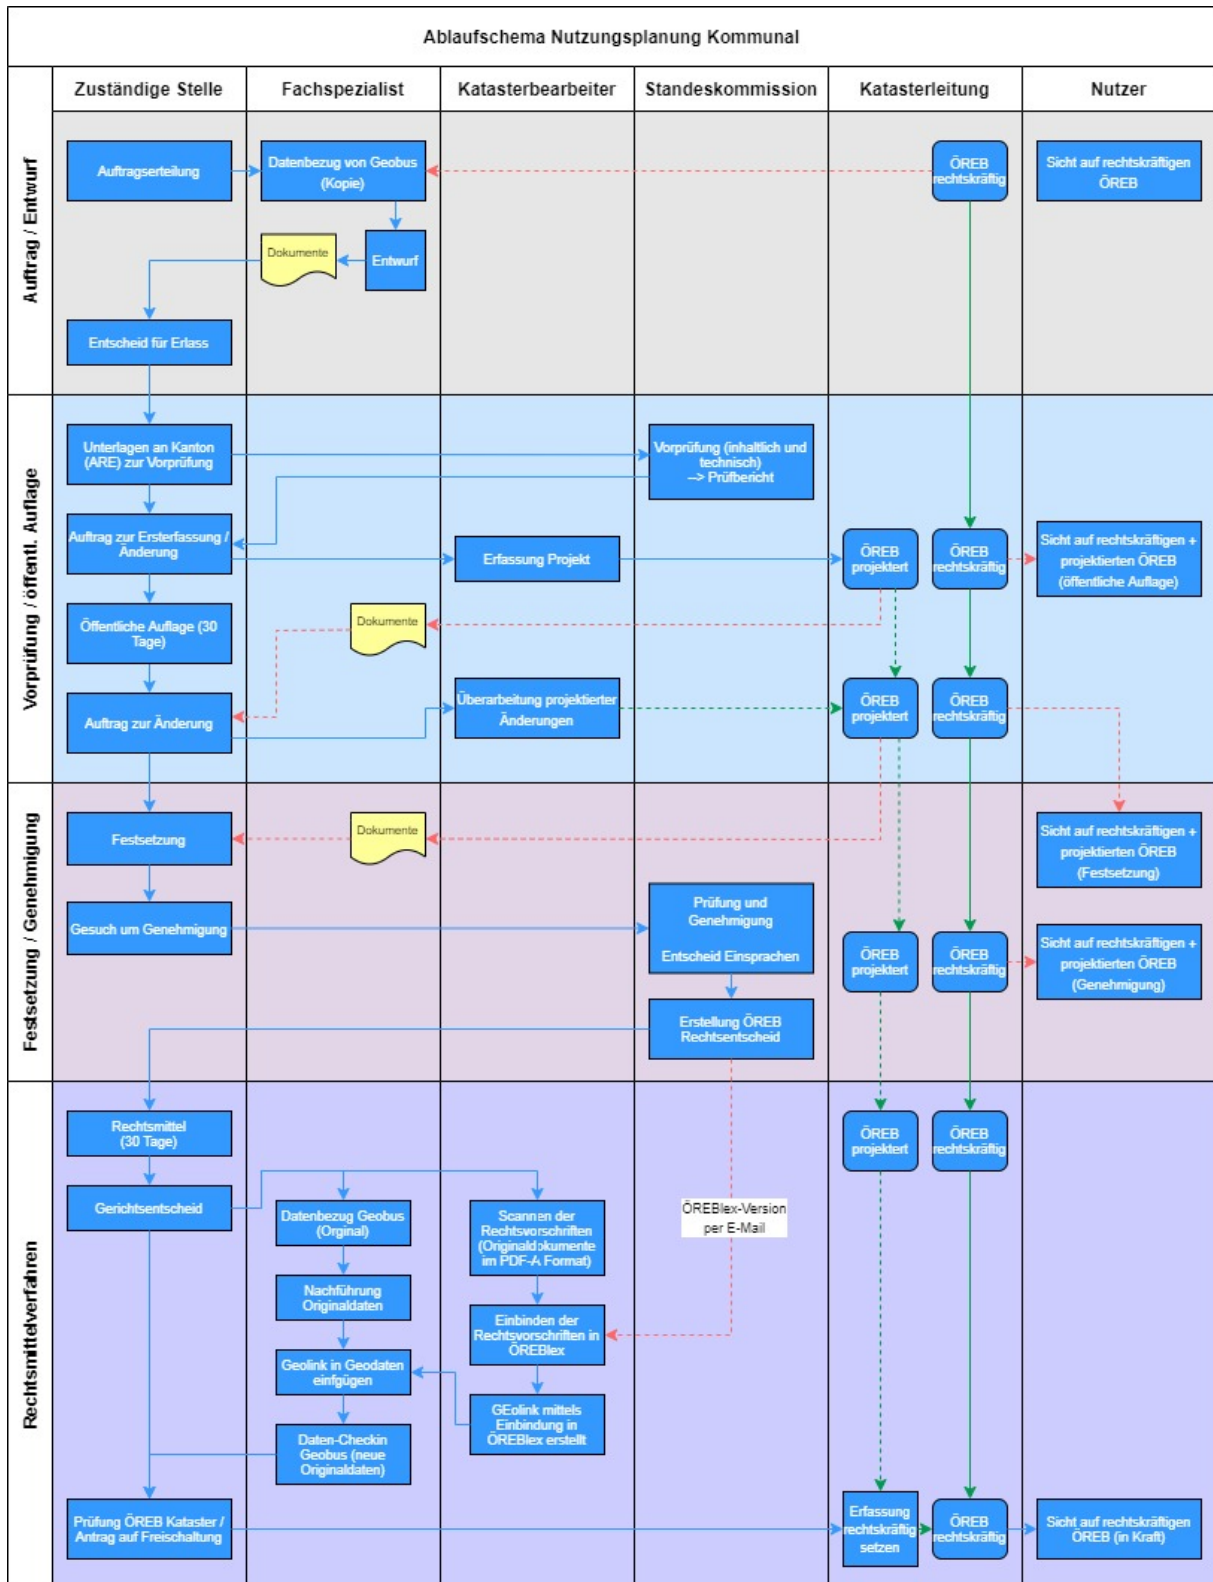 Ablaufschema Nutzungsplanung Kommunal
Zuständige Stelle
Fachspezialist
Katasterbearbeiter
Standeskommission
Katasterleitung
Nutzer
Auftrag / Entwurf
Auftragserteilung
Datenbezug von Geobus
(Kopie)
ÖREB
rechtskräftig
Sicht auf rechtskräftigen
ÖREB
Dokumente
Entwurf
Entscheid für Erlass
Vorprüfung / öffentl. Auflage
Unterlagen an Kanton
(ARE) zur Vorprüfung
Vorprüfung (inhaltlich und
technisch)
--> Prüfbericht
Auftrag zur Ersterfassung /
Änderung
Erfassung Projekt
ÖREB
projektert
ÖREB
rechtskräftig
Sicht auf rechtskräftigen +
projektierten ÖREB
(öffentliche Auflage)
Öffentliche Auflage (30
Tage)
Dokumente
Auftrag zur Änderung
Überarbeitung projektierter
Änderungen
ÖREB
projektert
ÖREB
rechtskräftig
Festsetzung / Genehmigung
Festsetzung
Dokumente
Sicht auf rechtskräftigen +
projektierten ÖREB
(Festsetzung)
Gesuch um Genehmigung
Prüfung und
Genehmigung
Entscheid Einsprachen
ÖREB
projektert
ÖREB
rechtskräftig
Sicht auf rechtskräftigen +
projektierten ÖREB
(Genehmigung)
Erstellung ÖREB
Rechtsentscheid
Rechtsmittelverfahren
Rechtsmittel
(30 Tage)
ÖREB
projektert
ÖREB
rechtskräftig
Gerichtsentscheid
Datenbezug Geobus
(Orginal)
Scannen der
Rechtsvorschriften
(Originaldokumente
im PDF-A Format)
ÖREBlex-Version
per E-Mail
Nachführung
Originaldaten
Einbinden der
Rechtsvorschriften in
ÖREBlex
Geolink in Geodaten
einfgügen
GEolink mittels
Einbindung in
ÖREBlex erstellt
Daten-Checkin
Geobus (neue
Originaldaten)
Prüfung ÖREB Kataster /
Antrag auf Freischaltung
Erfassung
rechtskräftig
setzen
ÖREB
rechtskräftig
Sicht auf rechtskräftigen
ÖREB (in Kraft)